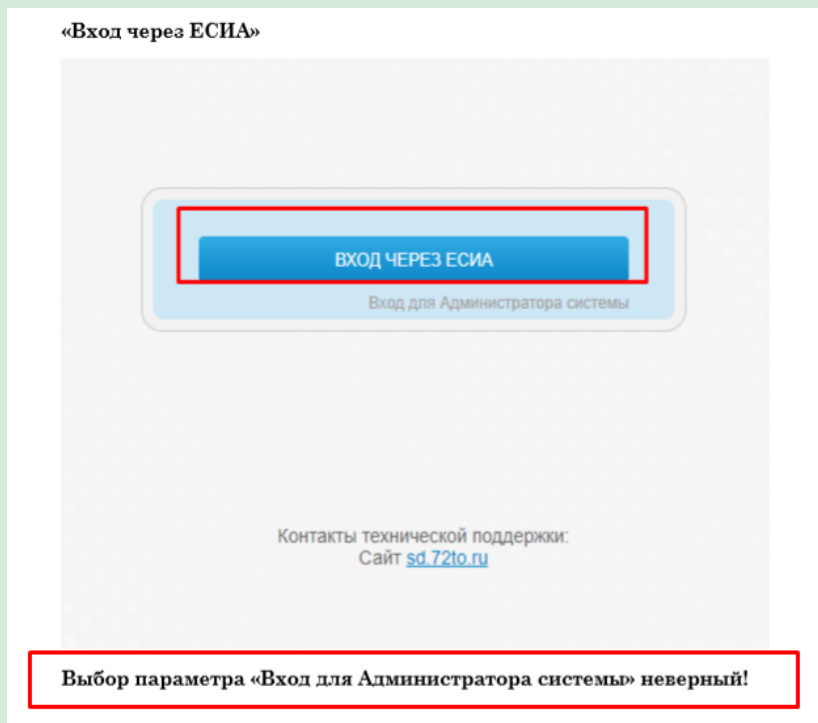 «Вход через ЕСИА»
ВХОД ЧЕРЕЗ ЕСИА
Вход для Администратора системы
Контакты технической поддержки:
Сайт sd.72to.ru
Выбор параметра «Вход для Администратора системы» неверный!